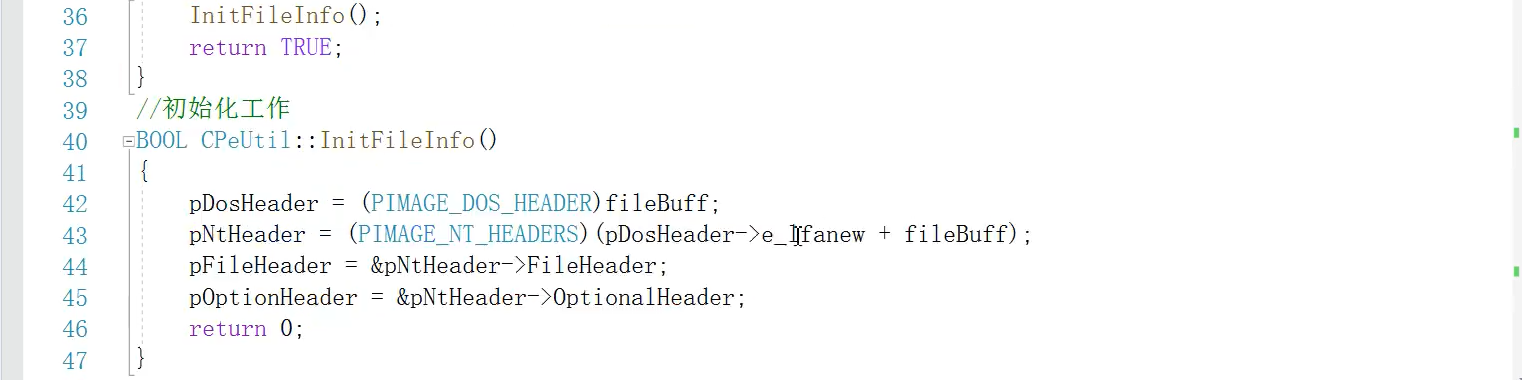 36 InitFileInfo();
37 return TRUE;
38 }
39 //初始化工作
40 BOOL CPeUtil::InitFileInfo()
41 {
42 pDosHeader = (PIMAGE_DOS_HEADER)fileBuff;
43 pNtHeader = (PIMAGE_NT_HEADERS)(pDosHeader->e_lfanew + fileBuff);
44 pFileHeader = &pNtHeader->FileHeader;
45 pOptionHeader = &pNtHeader->OptionalHeader;
46 return 0;
47 }